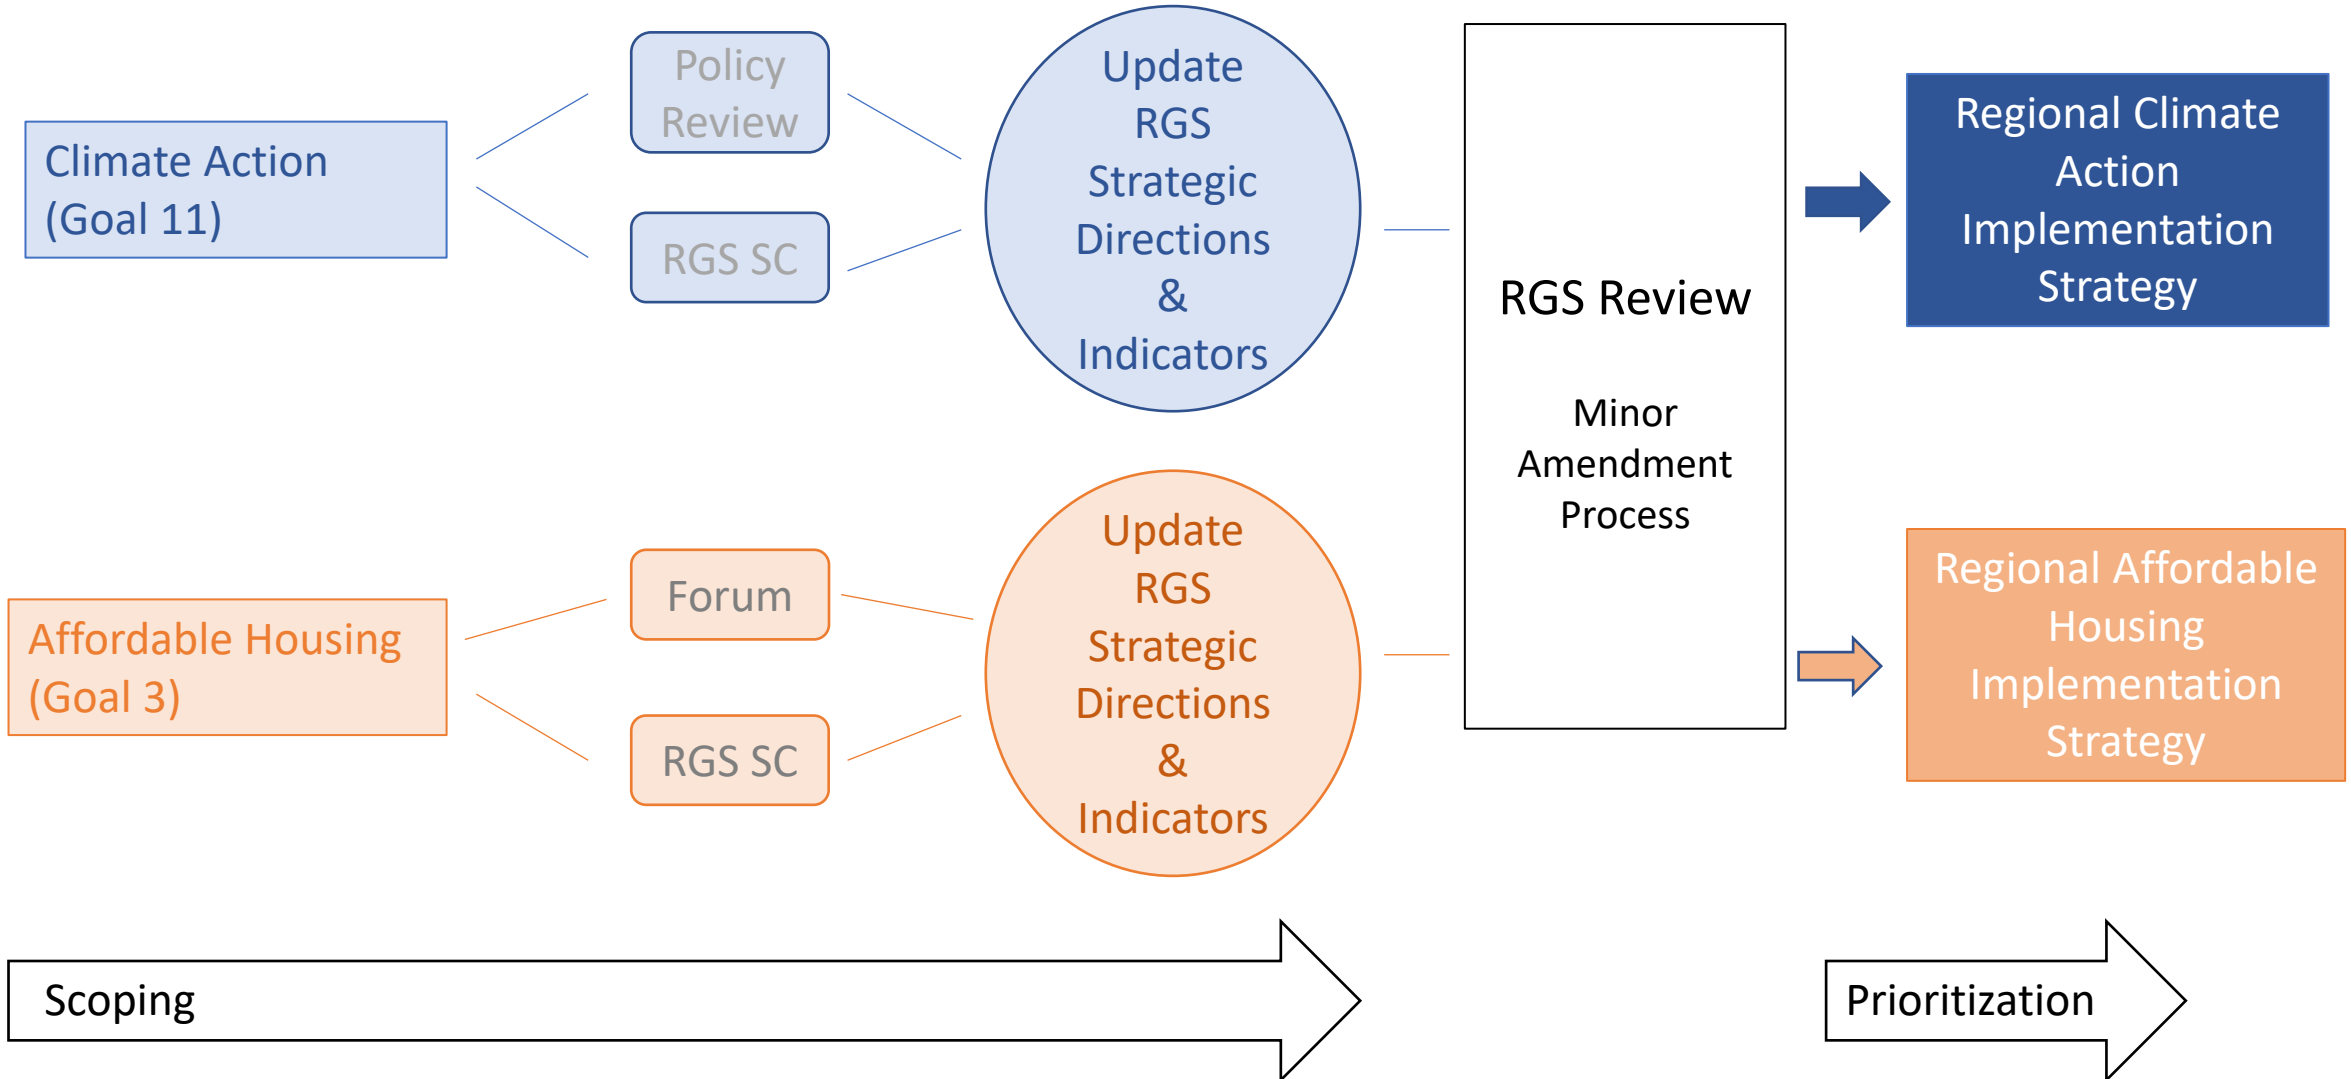 Climate Action
(Goal 11)
Policy
Review
RGS SC
Update
RGS
Strategic
Directions
&
Indicators
RGS Review
Minor
Amendment
Process
Regional Climate
Action
Implementation
Strategy
Affordable Housing
(Goal 3)
Forum
RGS SC
Update
RGS
Strategic
Directions
&
Indicators
Regional Affordable
Housing
Implementation
Strategy
Scoping
Prioritization